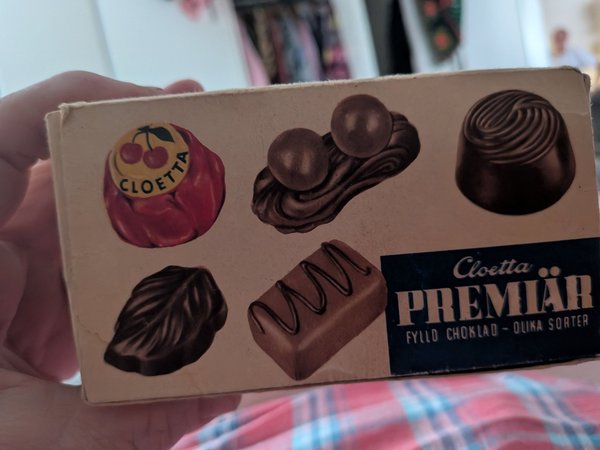 CLOETTA
Cloetta
PREMIÄR
FYLLD CHOKLAD - OLIKA SORTER